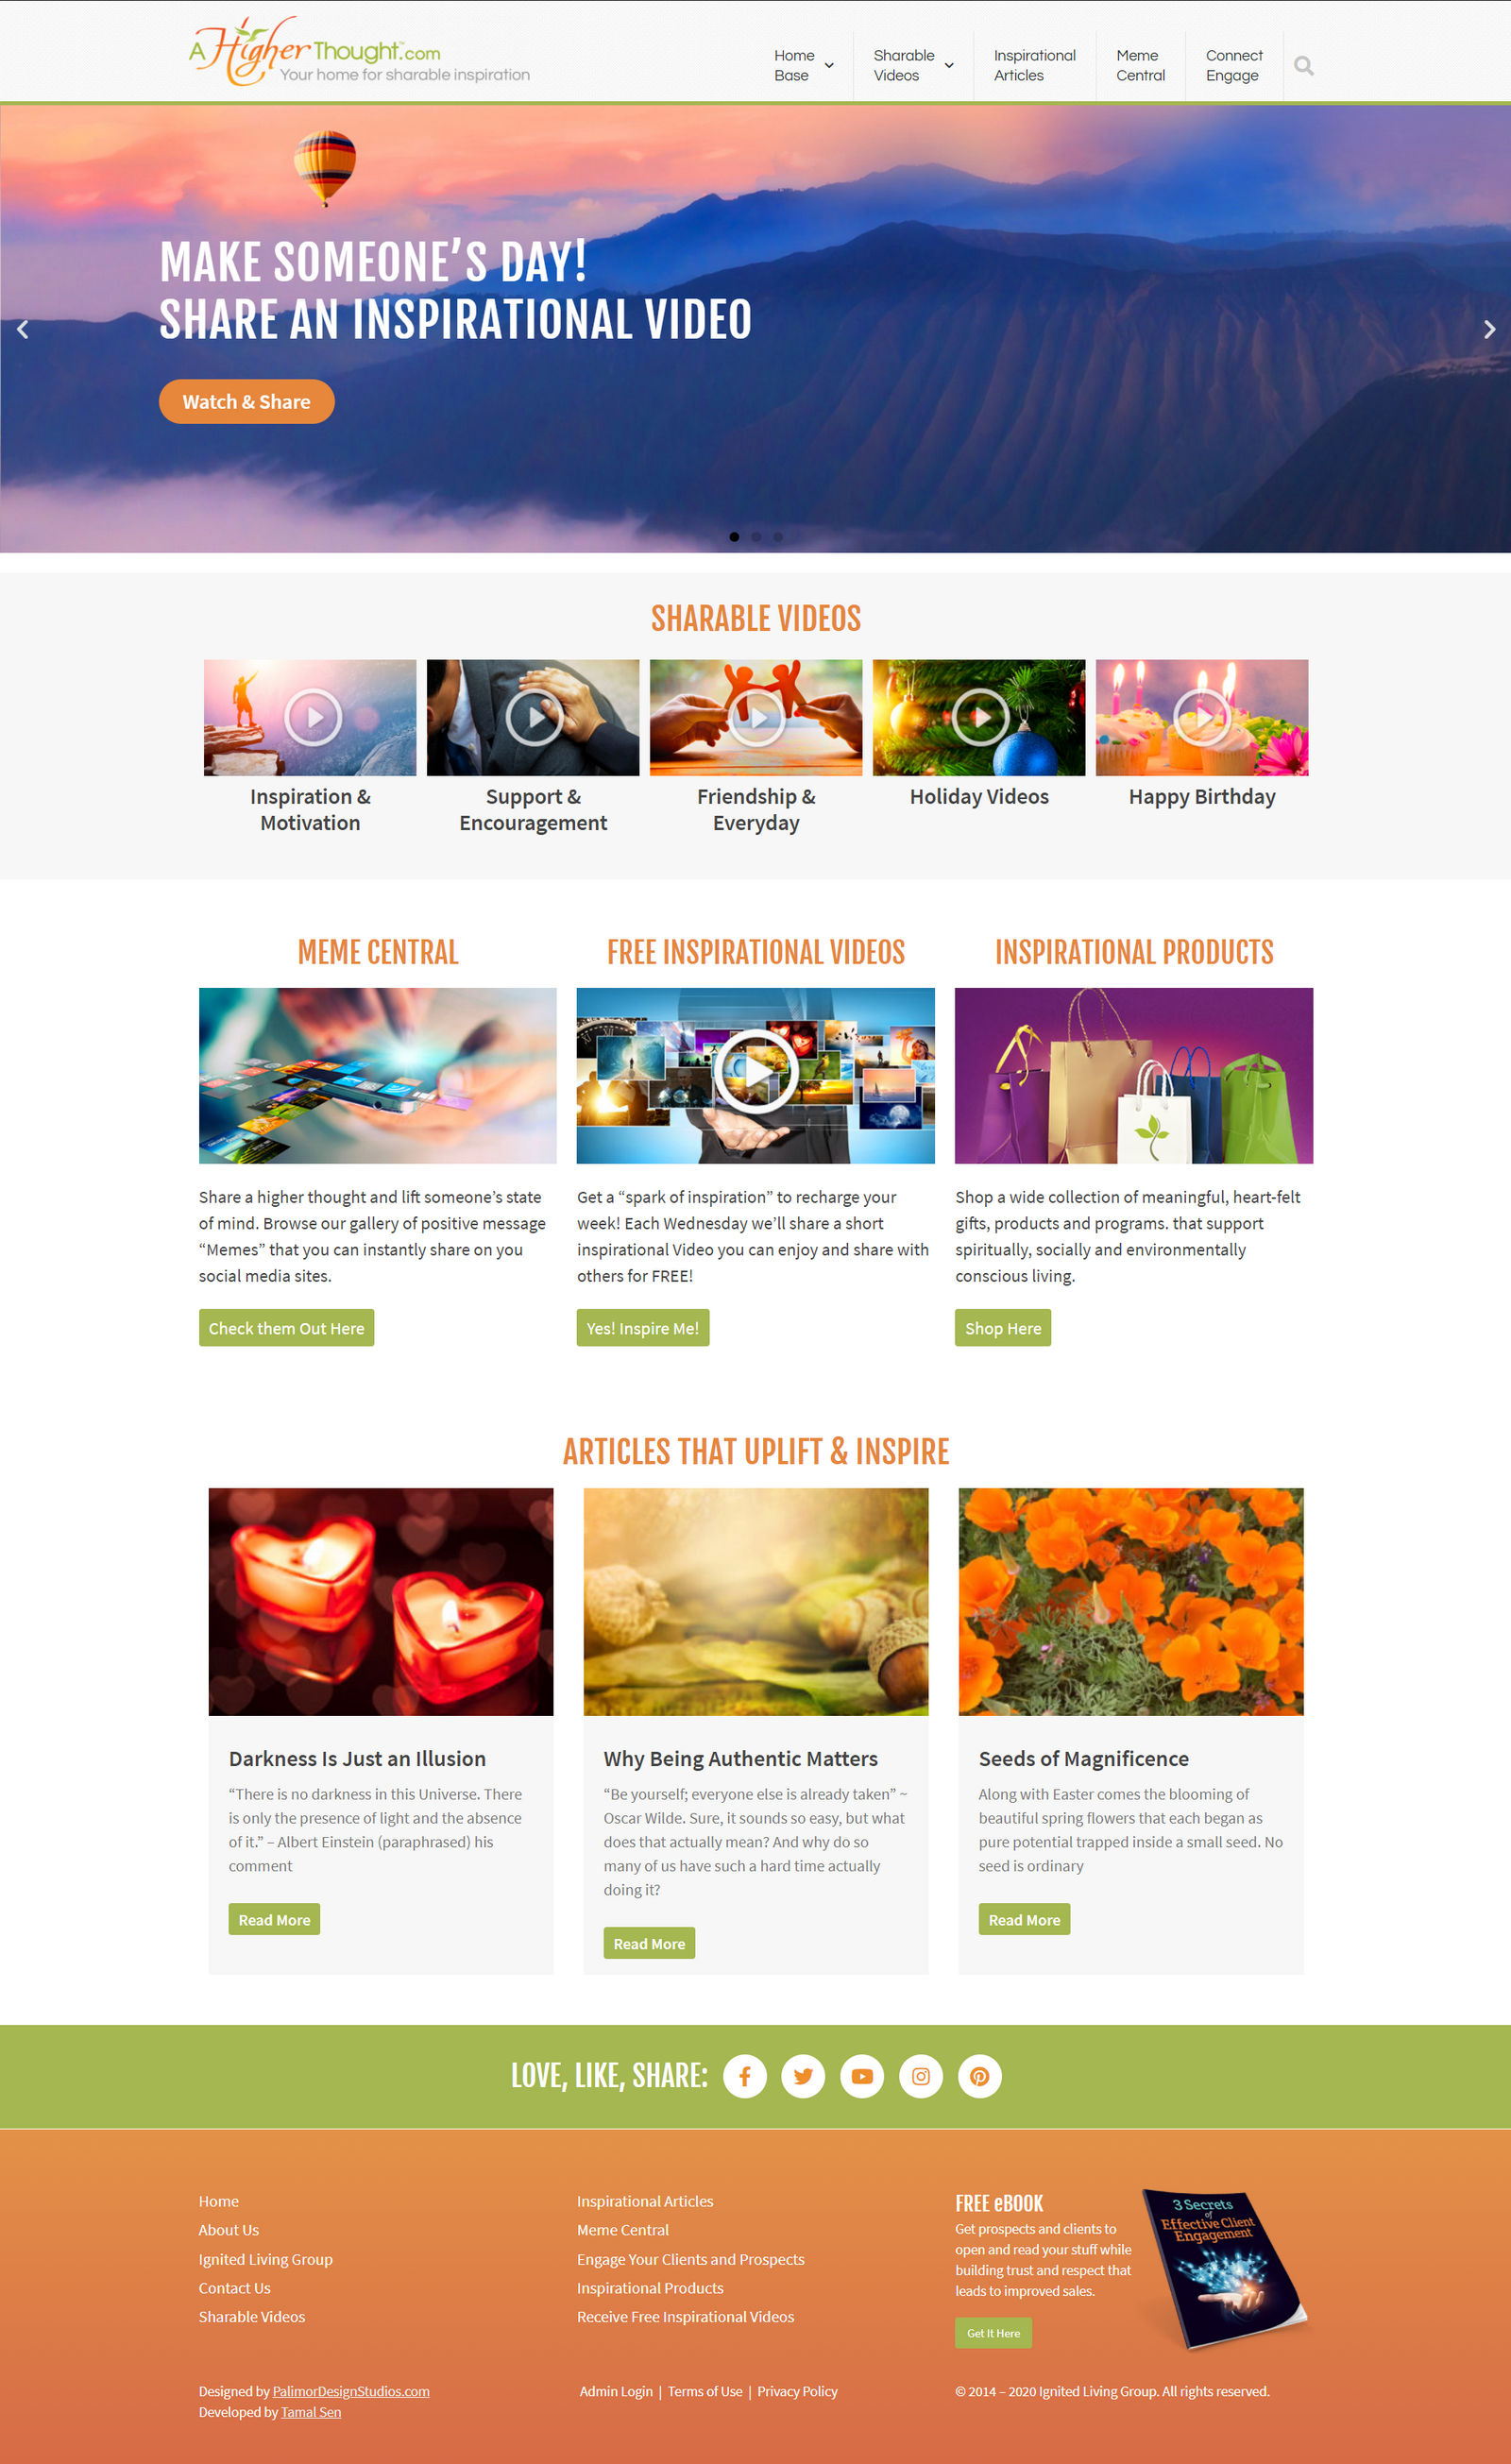 A Higher Thought.com
Your home for sharable inspiration
Home Base
Sharable Videos
Inspirational Articles
Meme Central
Connect Engage
MAKE SOMEONE'S DAY!
SHARE AN INSPIRATIONAL VIDEO
Watch & Share
SHARABLE VIDEOS
Inspiration &
Motivation
Support &
Encouragement
Friendship &
Everyday
Holiday Videos
Happy Birthday
MEME CENTRAL
Share a higher thought and lift someone's state
of mind. Browse our gallery of positive message
“Memes” that you can instantly share on you
social media sites.
Check them Out Here
FREE INSPIRATIONAL VIDEOS
Get a “spark of inspiration” to recharge your
week! Each Wednesday we'll share a short
inspirational Video you can enjoy and share with
others for FREE!
Yes! Inspire Me!
INSPIRATIONAL PRODUCTS
Shop a wide collection of meaningful, heart-felt
gifts, products and programs. that support
spiritually, socially and environmentally
conscious living.
Shop Here
ARTICLES THAT UPLIFT & INSPIRE
Darkness Is Just an Illusion
“There is no darkness in this Universe. There
is only the presence of light and the absence
of it.” – Albert Einstein (paraphrased) his
comment
Read More
Why Being Authentic Matters
“Be yourself; everyone else is already taken” ~
Oscar Wilde. Sure, it sounds so easy, but what
does that actually mean? And why do so
many of us have such a hard time actually
doing it?
Read More
Seeds of Magnificence
Along with Easter comes the blooming of
beautiful spring flowers that each began as
pure potential trapped inside a small seed. No
seed is ordinary
Read More
LOVE, LIKE, SHARE:
Home
About Us
Ignited Living Group
Contact Us
Sharable Videos
Inspirational Articles
Meme Central
Engage Your Clients and Prospects
Inspirational Products
Receive Free Inspirational Videos
FREE eBOOK
Get prospects and clients to
open and read your stuff while
building trust and respect that
leads to improved sales.
Get It Here
3 Secrets
of
Effective Client
Engagement
Designed by PalimorDesignStudios.com
Developed by Tamal Sen
Admin Login | Terms of Use | Privacy Policy
© 2014 – 2020 Ignited Living Group. All rights reserved.